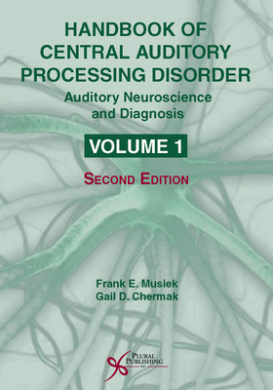 HANDBOOK OF
CENTRAL AUDITORY
PROCESSING DISORDER
Auditory Neuroscience
and Diagnosis
VOLUME 1
SECOND EDITION
Frank E. Musiek
Gail D. Chermak
PLURAL
PUBLISHING